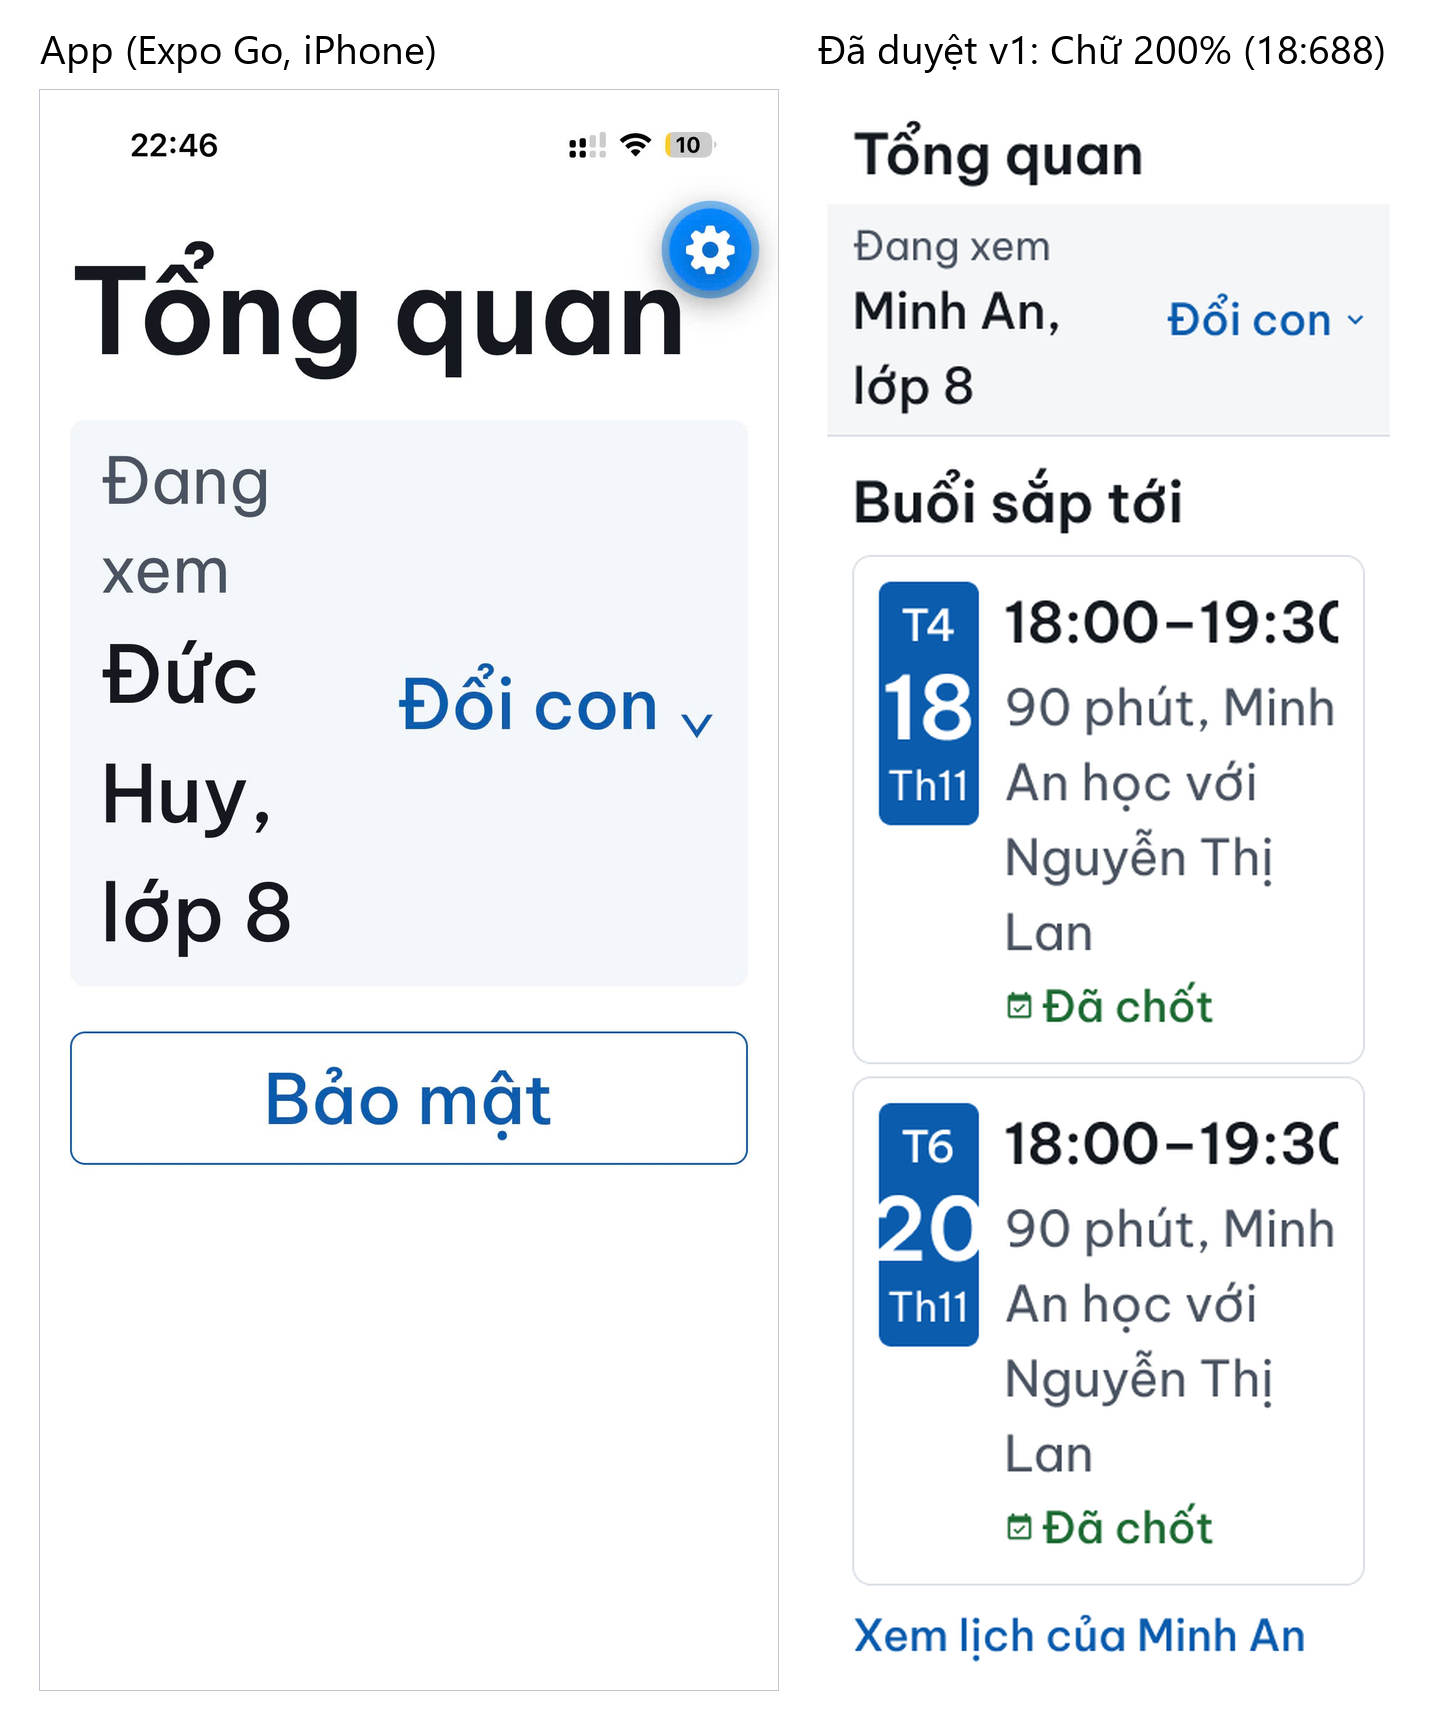 App (Expo Go, iPhone)
22:46
10
Tổng quan
Đang
xem
Đức
Huy,
lớp 8
Đổi con
Bảo mật
Đã duyệt v1: Chữ 200% (18:688)
Tổng quan
Đang xem
Minh An,
lớp 8
Đổi con
Buổi sắp tới
T4
18
Th11
18:00–19:30
90 phút, Minh
An học với
Nguyễn Thị
Lan
Đã chốt
T6
20
Th11
18:00–19:30
90 phút, Minh
An học với
Nguyễn Thị
Lan
Đã chốt
Xem lịch của Minh An